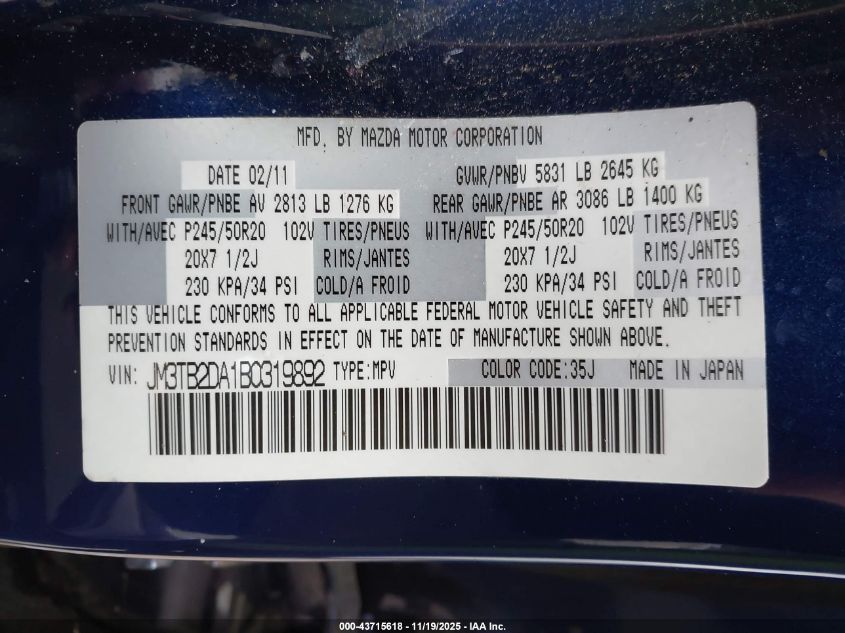 MFD. BY MAZDA MOTOR CORPORATION
DATE 02/11 GVWR/PNBV 5831 LB 2645 KG
FRONT GAWR/PNBE AV 2813 LB 1276 KG REAR GAWR/PNBE AR 3086 LB 1400 KG
WITH/AVEC P245/50R20 102V TIRES/PNEUS WITH/AVEC P245/50R20 102V TIRES/PNEUS
20X7 1/2J RIMS/JANTES 20X7 1/2J RIMS/JANTES
230 KPA/34 PSI COLD/A FROID 230 KPA/34 PSI COLD/A FROID
THIS VEHICLE CONFORMS TO ALL APPLICABLE FEDERAL MOTOR VEHICLE SAFETY AND THEFT
PREVENTION STANDARDS IN EFFECT ON THE DATE OF MANUFACTURE SHOWN ABOVE.
VIN: JM3TB2DA1B0319892 TYPE:MPV COLOR CODE:35J MADE IN JAPAN
000-43715618 - 11/19/2025 - IAA Inc.